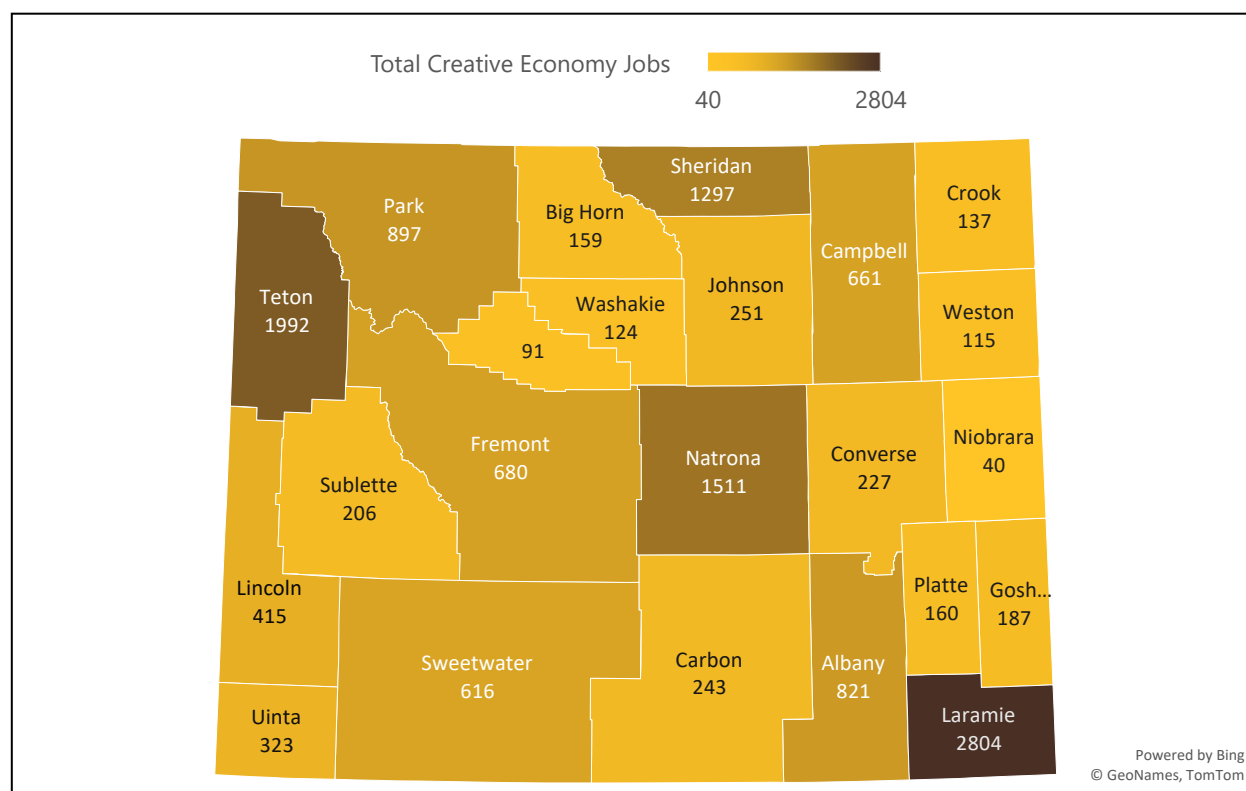 Total Creative Economy Jobs
40 2804
Sheridan
1297
Crook
137
Park
897
Big Horn
159
Campbell
661
Teton
1992
Johnson
251
Washakie
124
Weston
115
91
Fremont
680
Natrona
1511
Converse
227
Niobrara
40
Sublette
206
Lincoln
415
Platte
160
Gosh...
187
Sweetwater
616
Carbon
243
Albany
821
Uinta
323
Laramie
2804
Powered by Bing
© GeoNames, TomTom